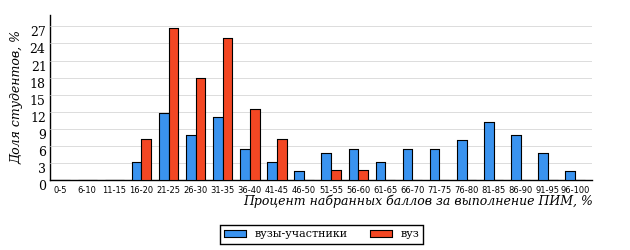 Доля студентов, %
27
24
21
18
15
12
9
6
3
0
0-5 6-10 11-15 16-20 21-25 26-30 31-35 36-40 41-45 46-50 51-55 56-60 61-65 66-70 71-75 76-80 81-85 86-90 91-95 96-100
Процент набранных баллов за выполнение ПИМ, %
вузы-участники вуз